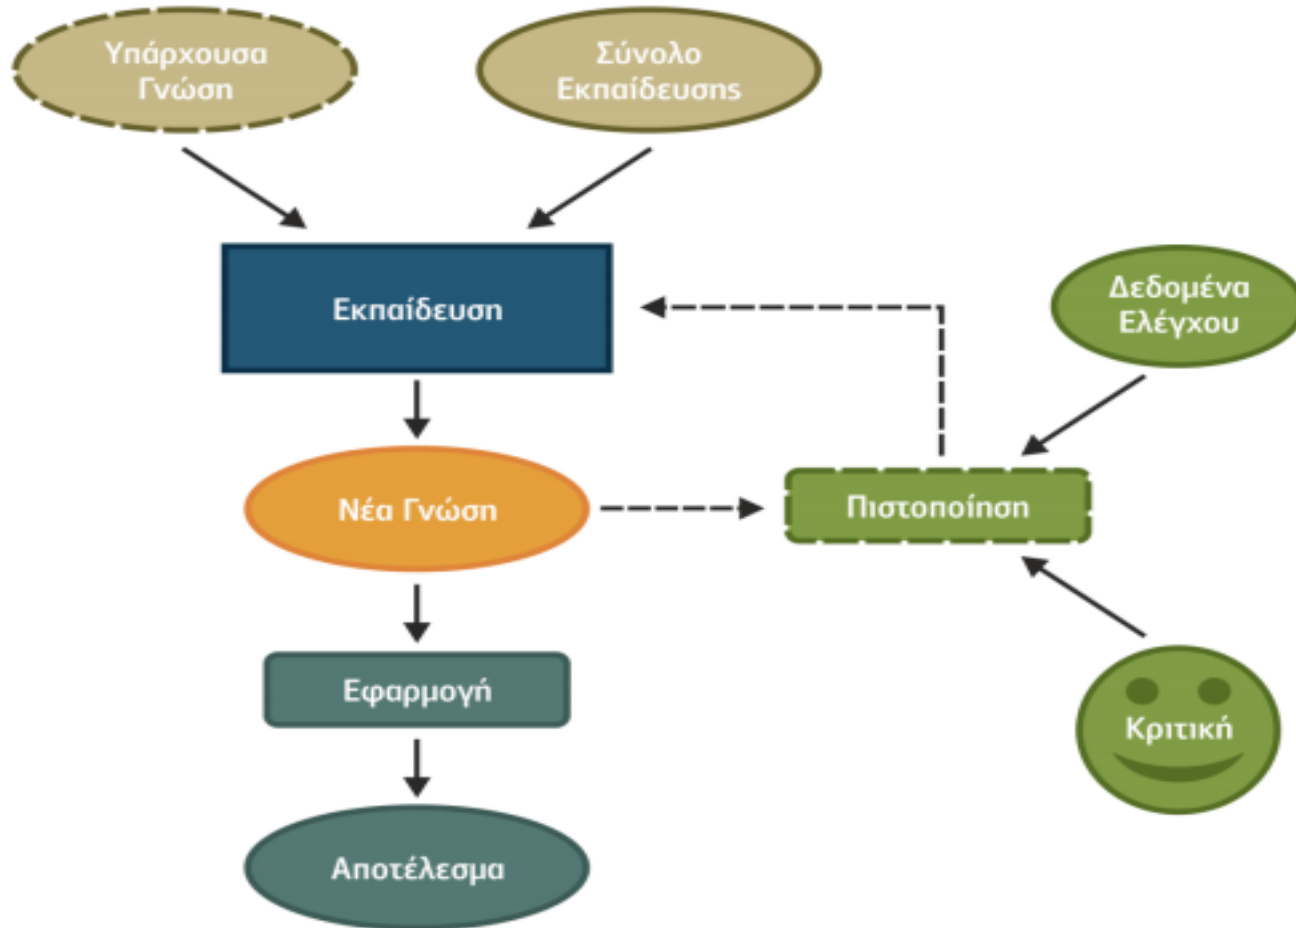 Υπάρχουσα
Γνώση
Σύνολο
Εκπαίδευσης
Εκπαίδευση
Δεδομένα
Ελέγχου
Νέα Γνώση
Πιστοποίηση
Εφαρμογή
Κριτική
Αποτέλεσμα